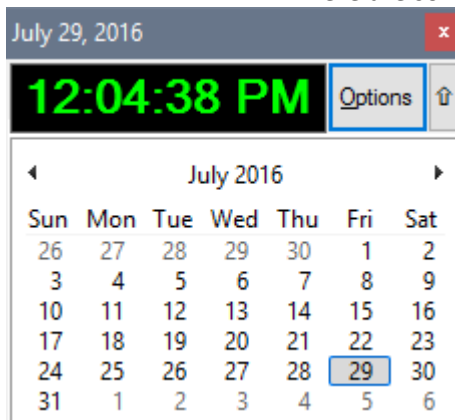 July 29, 2016 x
12:04:38 PM Options
July 2016
Sun Mon Tue Wed Thu Fri Sat
26 27 28 29 30 1 2
3 4 5 6 7 8 9
10 11 12 13 14 15 16
17 18 19 20 21 22 23
24 25 26 27 28 29 30
31 1 2 3 4 5 6